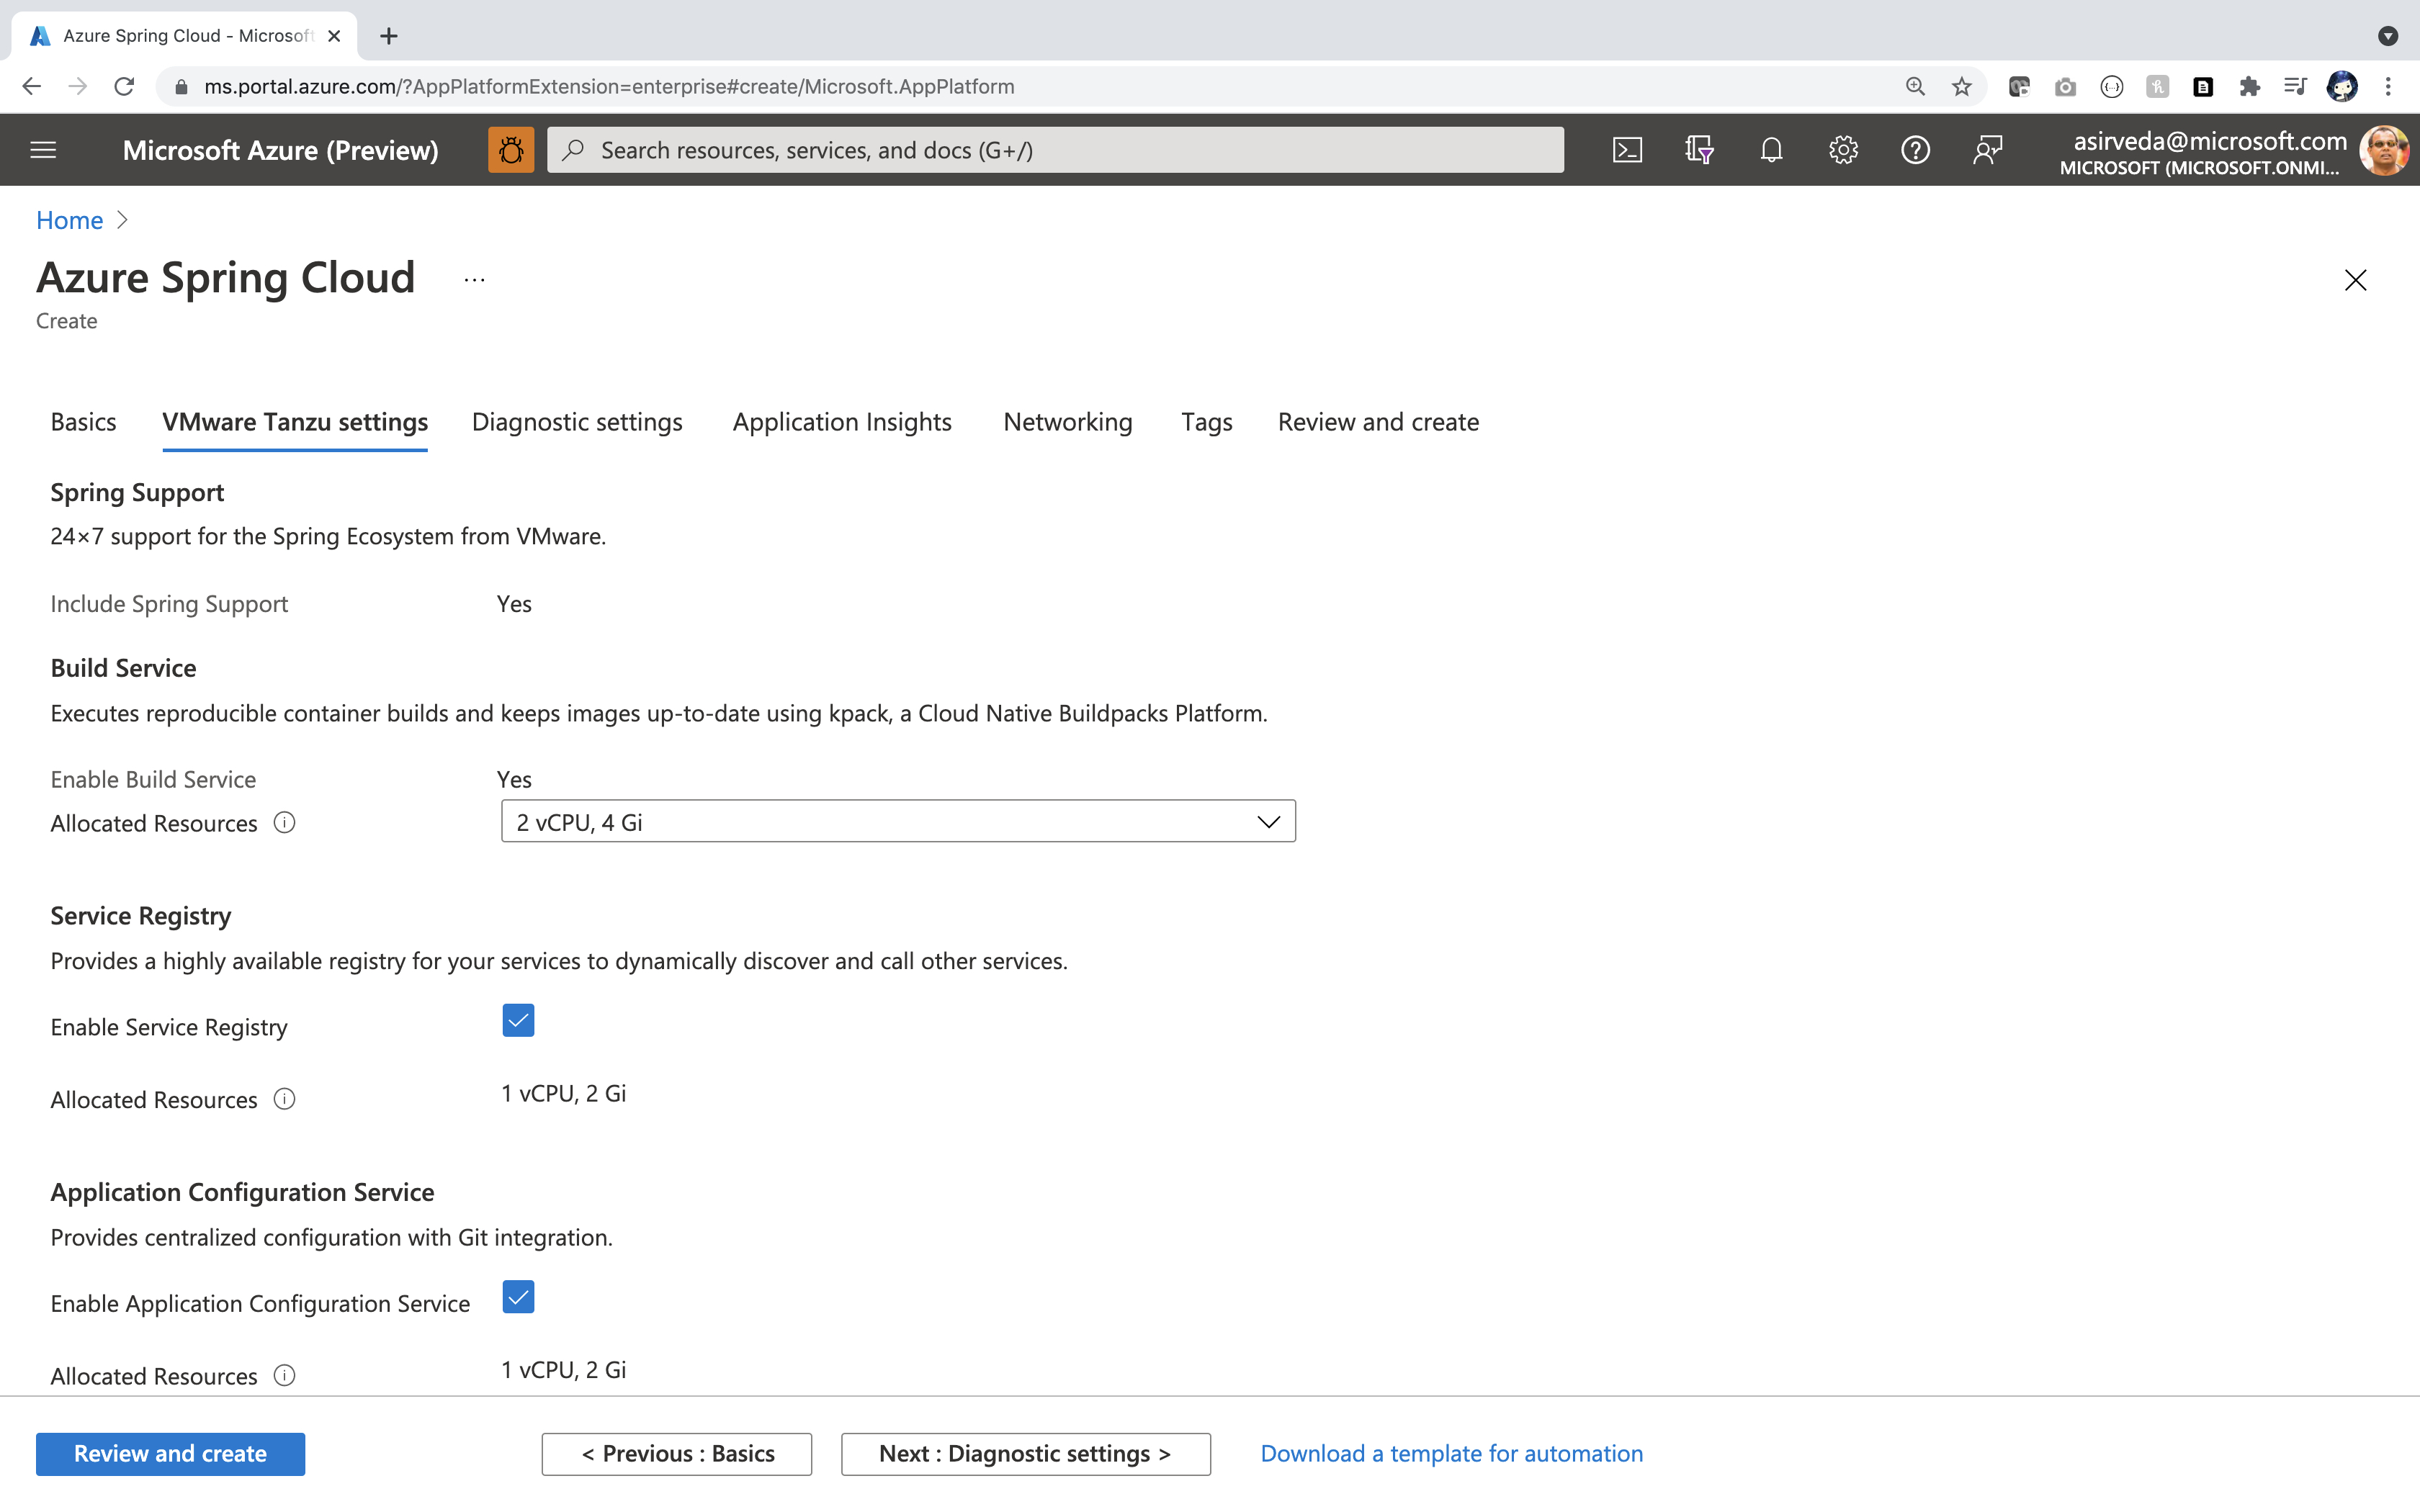 Azure Spring Cloud - Microsoft
ms.portal.azure.com/?AppPlatformExtension=enterprise#create/Microsoft.AppPlatform
Microsoft Azure (Preview)
Search resources, services, and docs (G+/)
asirveda@microsoft.com
MICROSOFT (MICROSOFT.ONMI...
Home >
Azure Spring Cloud ...
Create
Basics VMware Tanzu settings Diagnostic settings Application Insights Networking Tags Review and create
Spring Support
24×7 support for the Spring Ecosystem from VMware.
Include Spring Support Yes
Build Service
Executes reproducible container builds and keeps images up-to-date using kpack, a Cloud Native Buildpacks Platform.
Enable Build Service Yes
Allocated Resources 2 vCPU, 4 Gi
Service Registry
Provides a highly available registry for your services to dynamically discover and call other services.
Enable Service Registry
Allocated Resources 1 vCPU, 2 Gi
Application Configuration Service
Provides centralized configuration with Git integration.
Enable Application Configuration Service
Allocated Resources 1 vCPU, 2 Gi
Review and create < Previous : Basics Next : Diagnostic settings > Download a template for automation